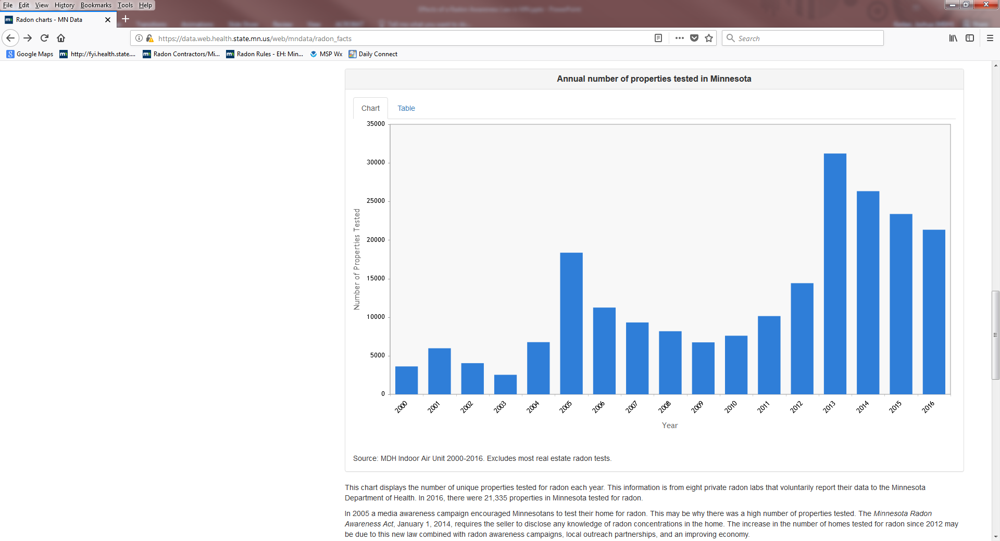 File Edit View History Bookmarks Tools Help
Radon charts - MN Data
https://data.web.health.state.mn.us/web/mndata/radon_facts
Search
Google Maps http://fyi.health.state.... Radon Contractors/Mi... Radon Rules - EH: Min... MSP Wx Daily Connect
Annual number of properties tested in Minnesota
Chart Table
35000
30000
25000
20000
15000
10000
5000
0
Number of Properties Tested
2000 2001 2002 2003 2004 2005 2006 2007 2008 2009 2010 2011 2012 2013 2014 2015 2016
Year
Source: MDH Indoor Air Unit 2000-2016. Excludes most real estate radon tests.
This chart displays the number of unique properties tested for radon each year. This information is from eight private radon labs that voluntarily report their data to the Minnesota
Department of Health. In 2016, there were 21,335 properties in Minnesota tested for radon.
In 2005 a media awareness campaign encouraged Minnesotans to test their home for radon. This may be why there was a high number of properties tested. The Minnesota Radon
Awareness Act, January 1, 2014, requires the seller to disclose any knowledge of radon concentrations in the home. The increase in the number of homes tested for radon since 2012 may
be due to this new law combined with radon awareness campaigns, local outreach partnerships, and an improving economy.